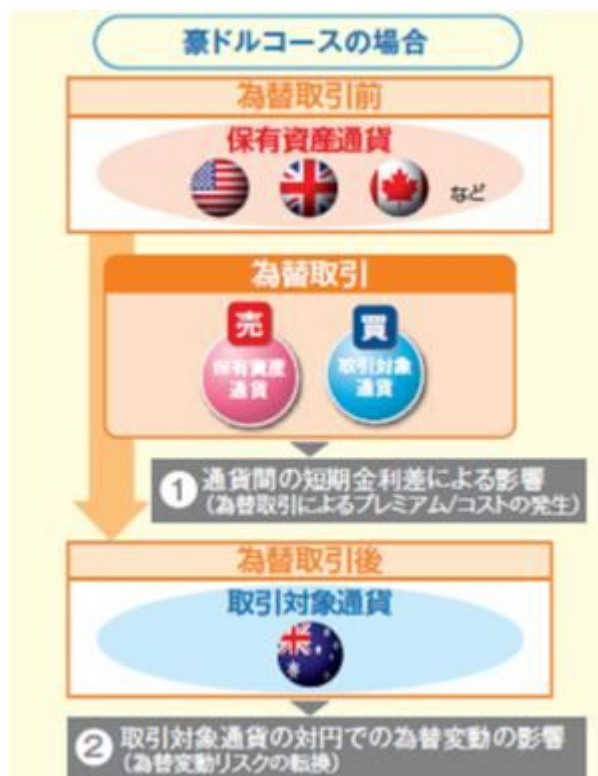 豪ドルコースの場合
為替取引前
保有資産通貨
など
為替取引
売
買
保有資産
通貨
取引対象
通貨
1 通貨間の短期金利差による影響
(為替取引によるプレミアム/コストの発生)
為替取引後
取引対象通貨
2 取引対象通貨の対円での為替変動の影響
(為替変動リスクの転換)